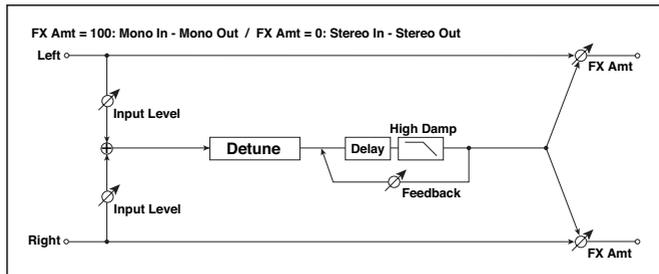 FX Amt = 100: Mono In - Mono Out / FX Amt = 0: Stereo In - Stereo Out
Left
FX Amt
Input Level
High Damp
Detune
Delay
Feedback
Input Level
Right
FX Amt